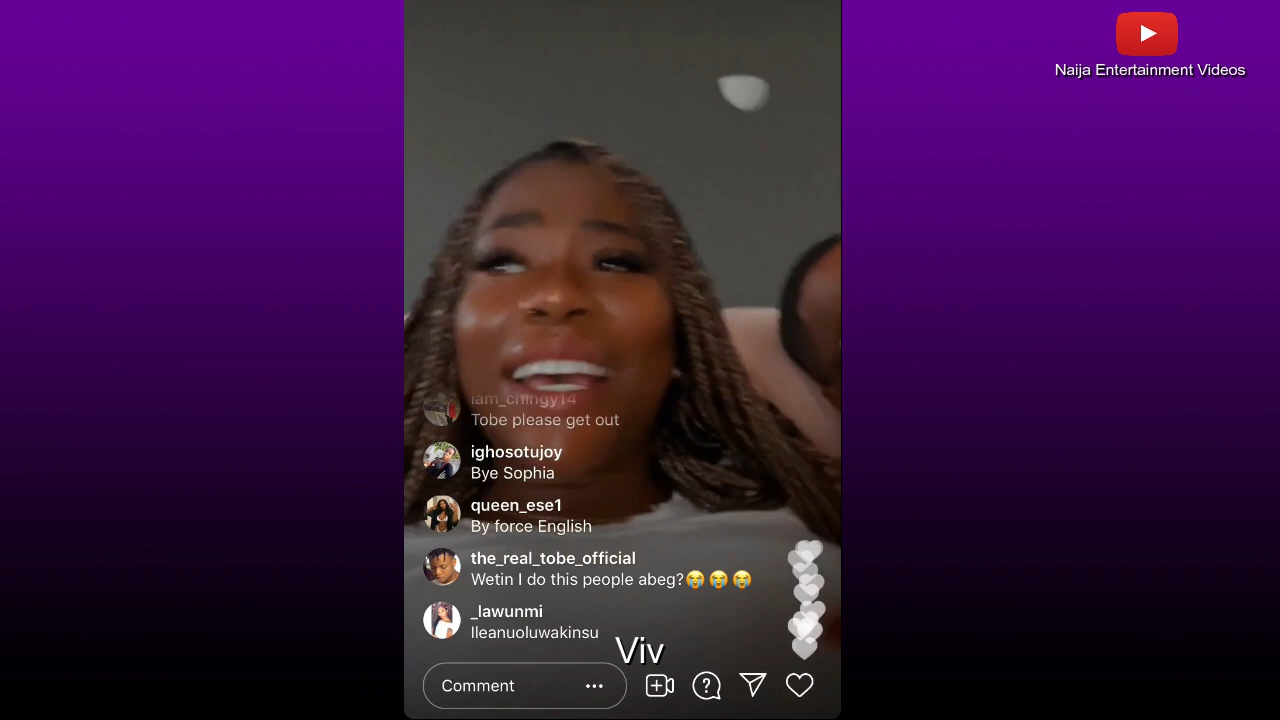 Naija Entertainment Videos
iam_chingy14
Tobe please get out
ighosotujoy
Bye Sophia
queen_ese1
By force English
the_real_tobe_official
Wetin I do this people abeg?😭😭😭
_lawunmi
Ileanuoluwakinsu
Viv
Comment